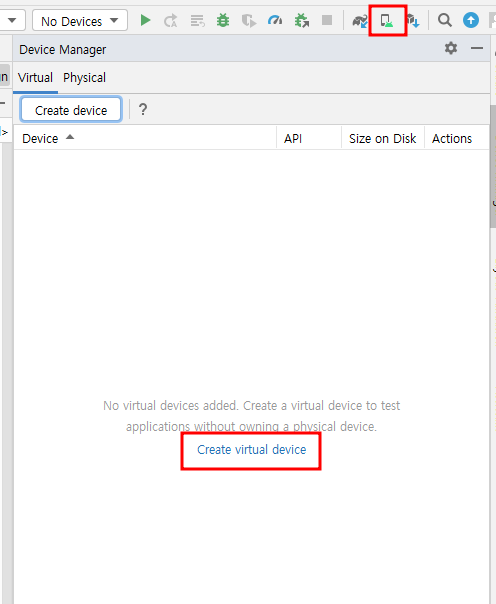 No Devices
Device Manager
Virtual Physical
Create device ?
Device API Size on Disk Actions
No virtual devices added. Create a virtual device to test
applications without owning a physical device.
Create virtual device